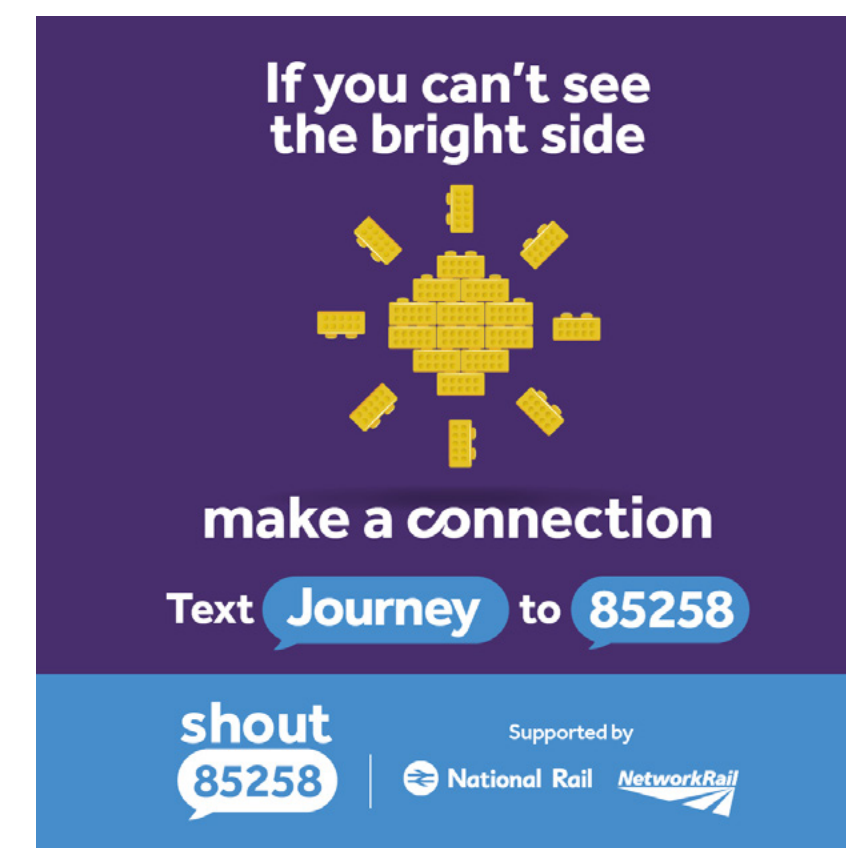 If you can't see
the bright side
make a connection
Text Journey to 85258
shout
85258
Supported by
National Rail
NetworkRail